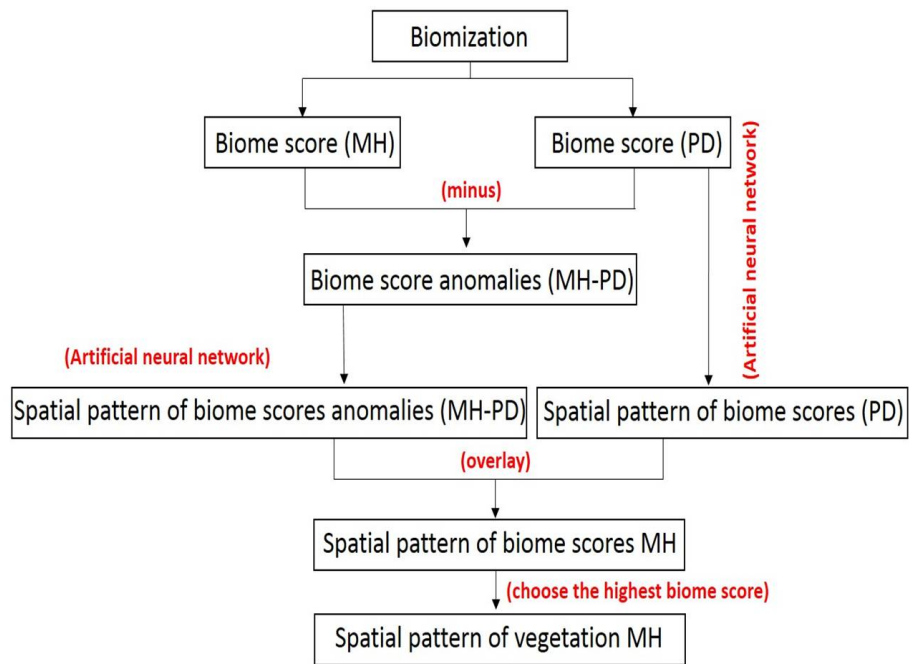 Biomization
Biome score (MH)
Biome score (PD)
(minus)
(Artificial neural network)
Biome score anomalies (MH-PD)
(Artificial neural network)
Spatial pattern of biome scores anomalies (MH-PD)
Spatial pattern of biome scores (PD)
(overlay)
Spatial pattern of biome scores MH
(choose the highest biome score)
Spatial pattern of vegetation MH